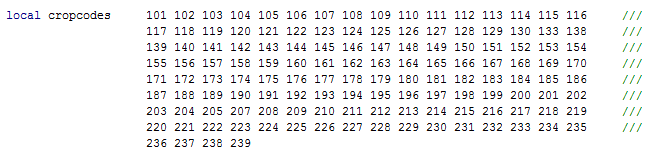 local cropcodes 101 102 103 104 105 106 107 108 109 110 111 112 113 114 115 116 ///
117 118 119 120 121 122 123 124 125 126 127 128 129 130 133 138 ///
139 140 141 142 143 144 145 146 147 148 149 150 151 152 153 154 ///
155 156 157 158 159 160 161 162 163 164 165 166 167 168 169 170 ///
171 172 173 174 175 176 177 178 179 180 181 182 183 184 185 186 ///
187 188 189 190 191 192 193 194 195 196 197 198 199 200 201 202 ///
203 204 205 207 208 209 210 211 212 213 214 215 216 217 218 219 ///
220 221 222 223 224 225 226 227 228 229 230 231 232 233 234 235 ///
236 237 238 239